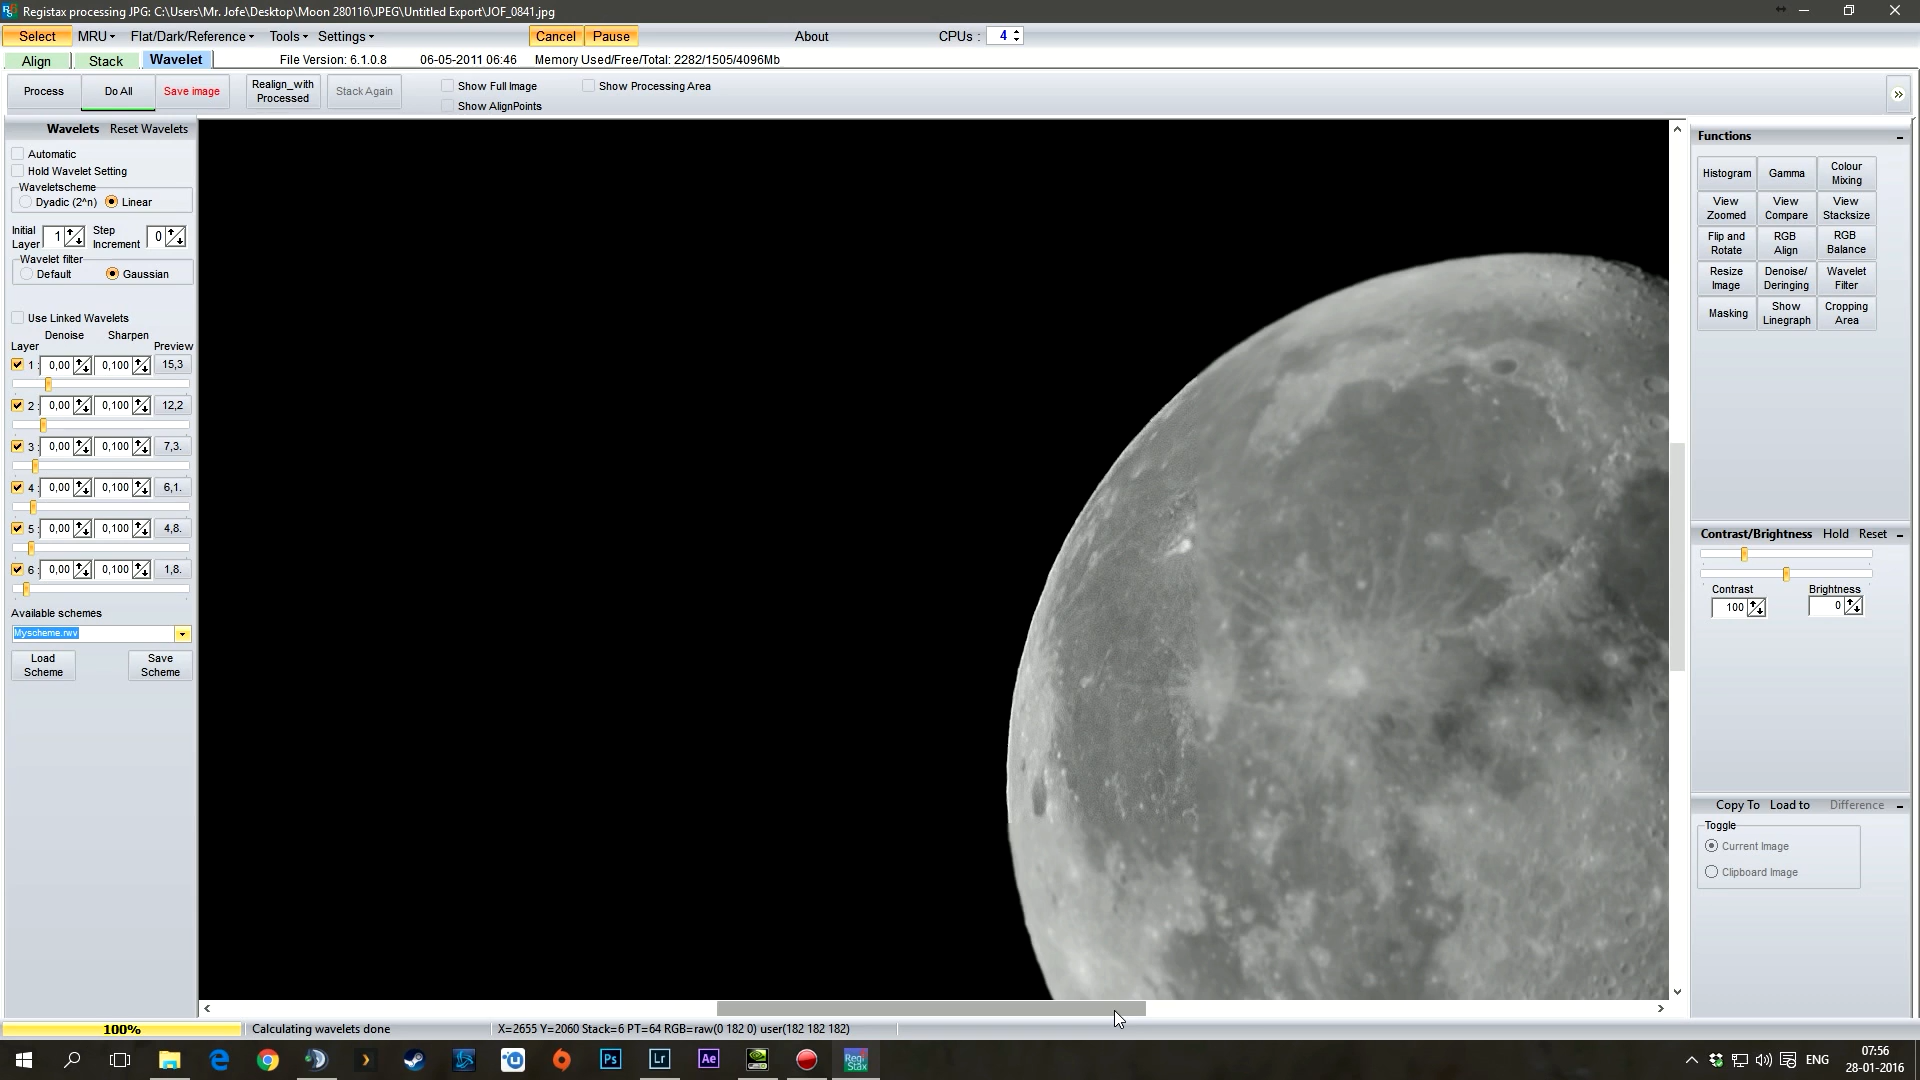 Registax processing JPG: C:\Users\Mr. Jofe\Desktop\Moon 280116\JPEG\Untitled Export\JOF_0841.jpg
Select MRU Flat/Dark/Reference Tools Settings Cancel Pause About CPUs : 4
Align Stack Wavelet File Version: 6.1.0.8 06-05-2011 06:46 Memory Used/Free/Total: 2282/1505/4096Mb
Process Do All Save image Realign_with Processed Stack Again Show Full Image Show Processing Area
Show AlignPoints
Wavelets Reset Wavelets
Automatic
Hold Wavelet Setting
Waveletscheme
Dyadic (2^n) Linear
Initial Layer 1 Step Increment 0
Wavelet filter
Default Gaussian
Use Linked Wavelets
Denoise Sharpen
Layer Preview
1 : 0,00 0,100 15,3
2 : 0,00 0,100 12,2
3 : 0,00 0,100 7,3.
4 : 0,00 0,100 6,1.
5 : 0,00 0,100 4,8.
6 : 0,00 0,100 1,8.
Available schemes
Myscheme.rwv
Load Scheme Save Scheme
Functions
Histogram Gamma Colour Mixing
View Zoomed View Compare View Stacksize
Flip and Rotate RGB Align RGB Balance
Resize Image Denoise/ Deringing Wavelet Filter
Masking Show Linegraph Cropping Area
Contrast/Brightness Hold Reset
Contrast Brightness
100 0
Copy To Load to Difference
Toggle
Current Image
Clipboard Image
100% Calculating wavelets done X=2655 Y=2060 Stack=6 PT=64 RGB=raw(0 182 0) user(182 182 182)
Ps Lr Ae Regi Stax ENG 07:56
28-01-2016